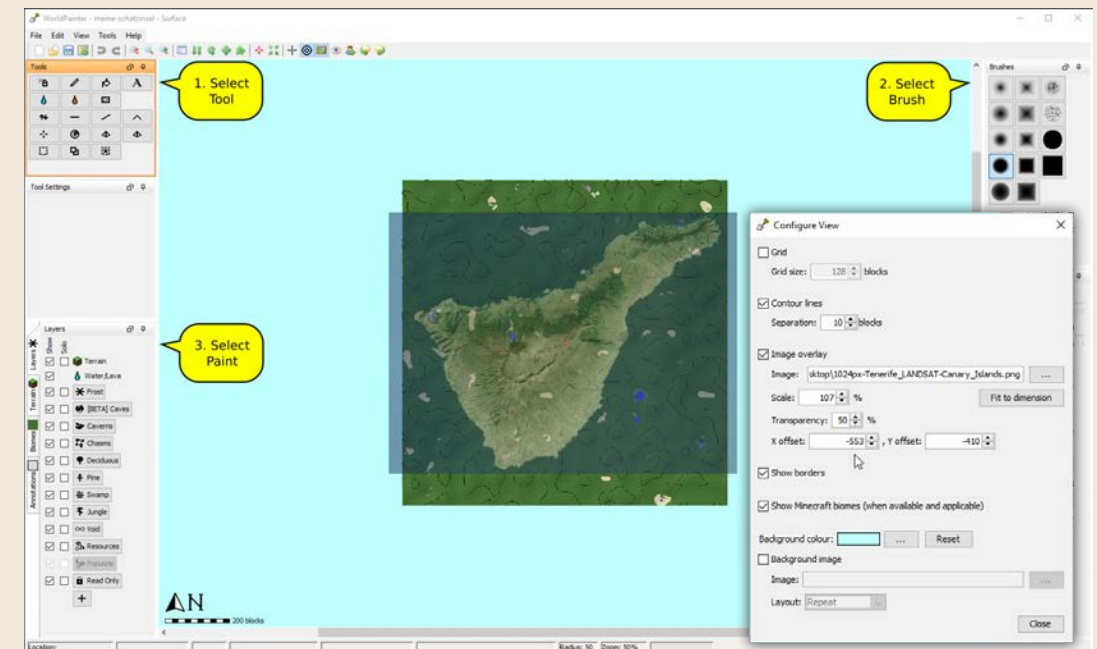 WorldPainter - meine-schatzinsel - Surface
File Edit View Tools Help
Tools
1. Select
Tool
2. Select
Brush
Brushes
Tool Settings
Configure View
Grid
Grid size: 128 blocks
Contour lines
Separation: 10 blocks
Image overlay
Image: sktop\1024px-Tenerife_LANDSAT-Canary_Islands.png ...
Scale: 107 % Fit to dimension
Transparency: 50 %
X offset: -553 , Y offset: -410
Show borders
Show Minecraft biomes (when available and applicable)
Background colour: ... Reset
Background image
Image: ...
Layout: Repeat
Close
3. Select
Paint
Layers
Layers
Terrain
Biomes
Annotations
Show
Solo
Terrain
Water/Lava
Frost
[BETA] Caves
Caverns
Chasms
Deciduous
Pine
Swamp
Jungle
Void
Resources
Populate
Read Only
+
N
200 blocks
Location: Radius: 50 Zoom: 50%